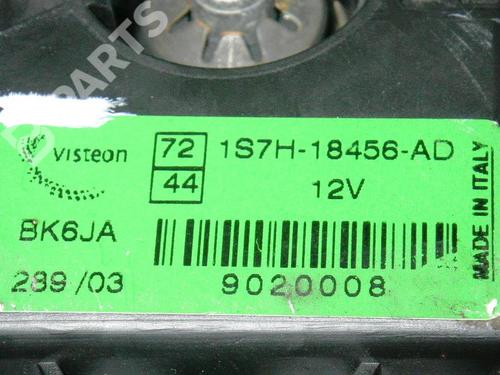 B PARTS
Visteon 72 1S7H-18456-AD
44 12V
BK6JA
289/03 9020008
MADE IN ITALY